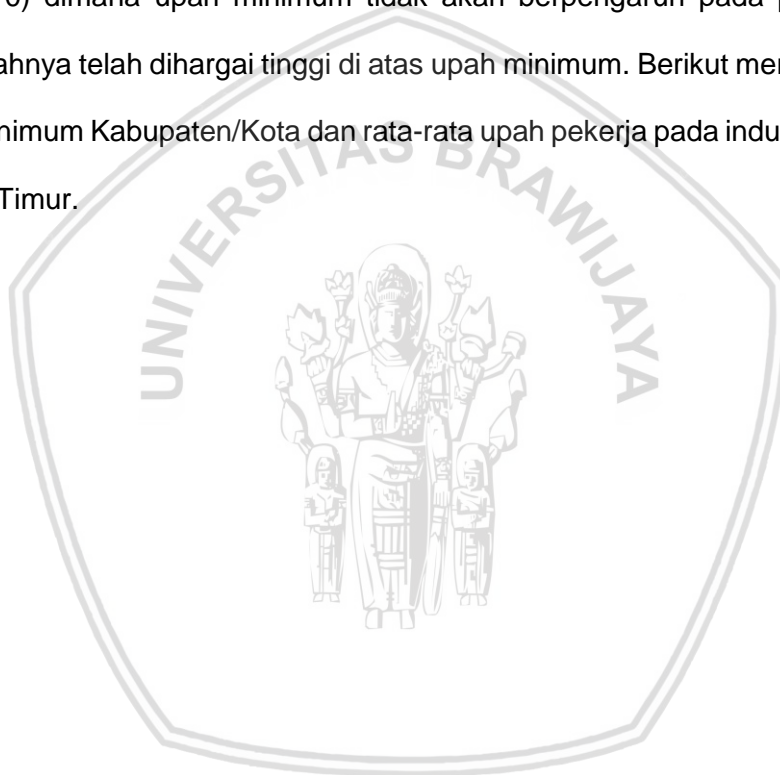 dimana upah minimum tidak akan berpengaruh pada
ahnya telah dihargai tinggi di atas upah minimum. Berikut
nimum Kabupaten/Kota dan rata-rata upah pekerja pada indu
Timur.
UNIVERSITAS BRAWIJAYA